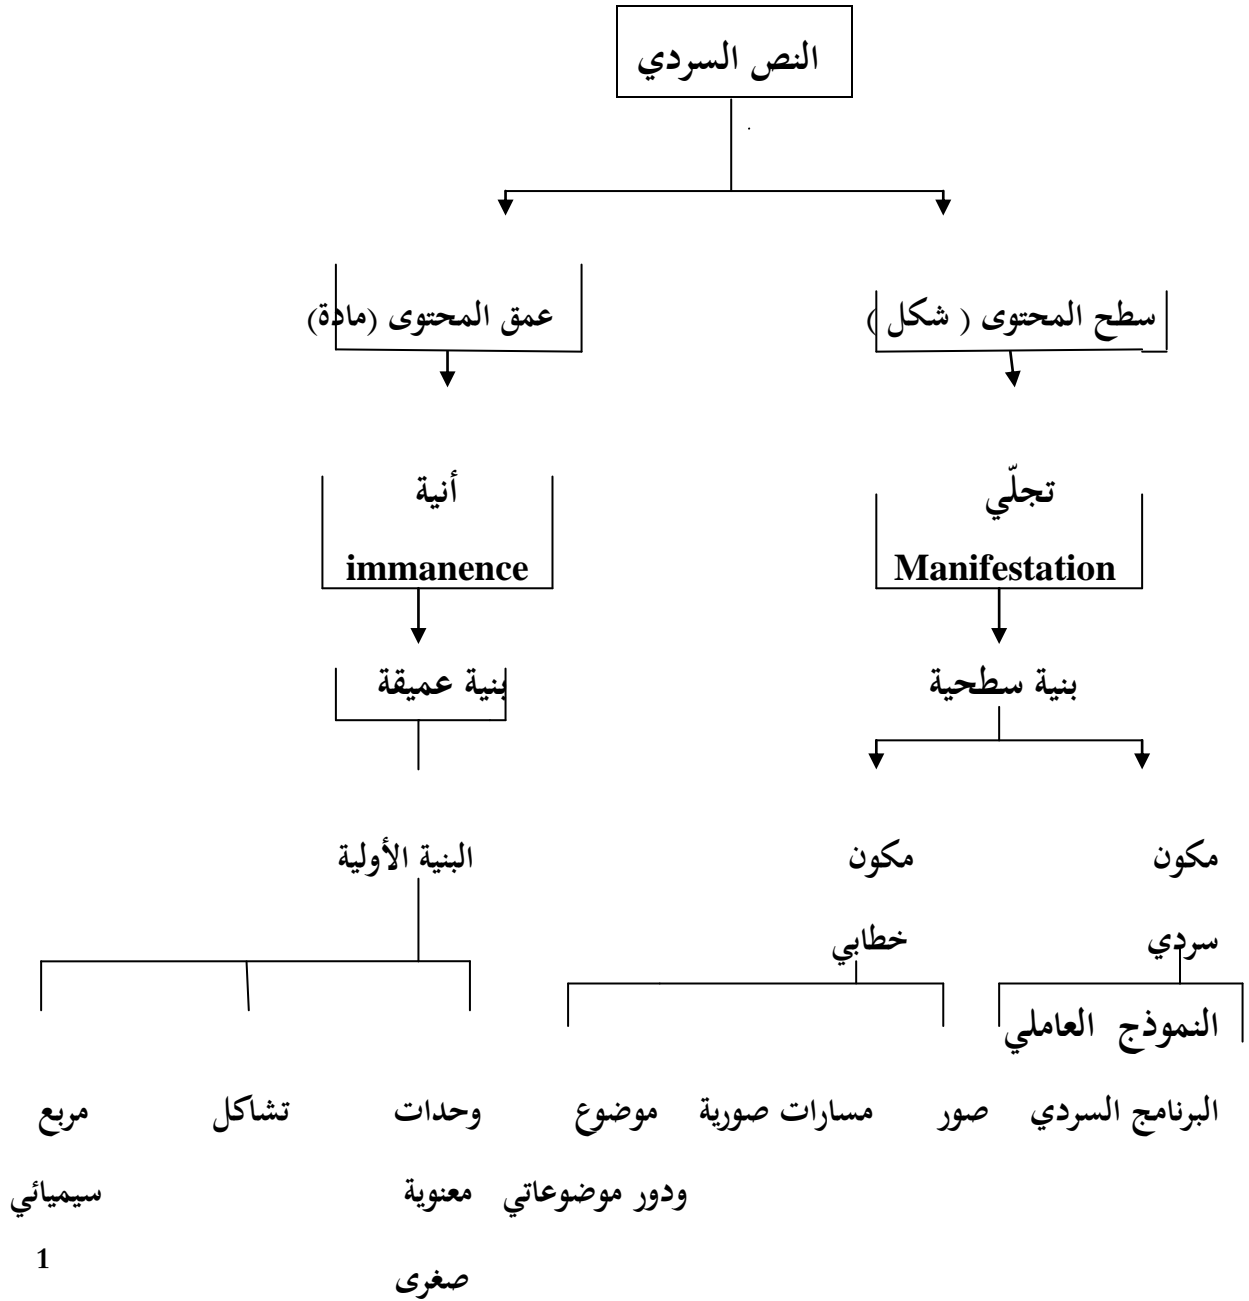 النص السردي
سطح المحتوى ( شكل ) عمق المحتوى (مادة)
تجلّي أنية
Manifestation immanence
بنية سطحية بنية عميقة
مكون مكون البنية الأولية
سردي خطابي
النموذج العاملي
البرنامج السردي صور مسارات صورية موضوع وحدات تشاكل مربع
ودور موضوعاتي معنوية سيميائي
صغرى 1